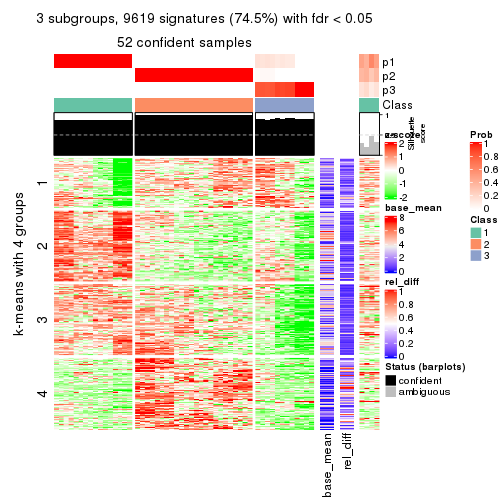 3 subgroups, 9619 signatures (74.5%) with fdr < 0.05
52 confident samples
p1
p2
p3
Class
1
Silhouette
score
k-means with 4 groups
1
2
3
4
base_mean
rel_diff
z-score
2
1
0
-1
-2
base_mean
8
6
4
2
0
rel_diff
1
0.8
0.6
0.4
0.2
0
Status (barplots)
confident
ambiguous
Prob
1
0.8
0.6
0.4
0.2
0
Class
1
2
3